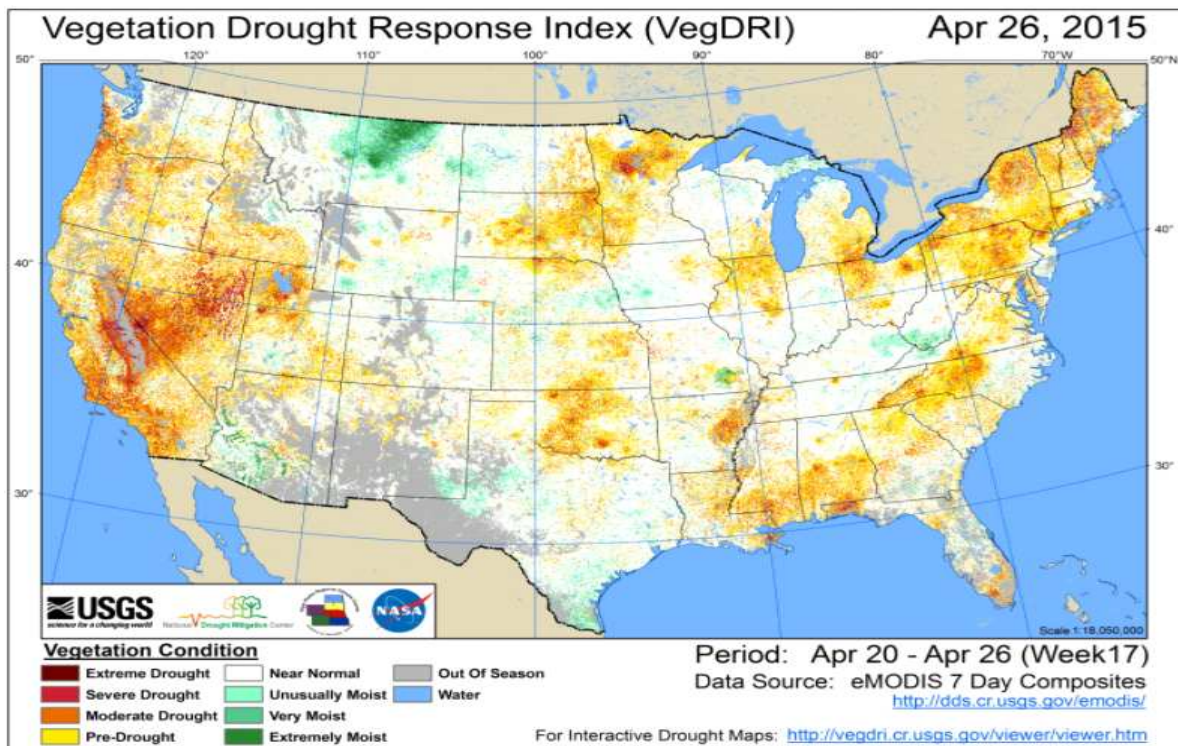 Vegetation Drought Response Index (VegDRI) Apr 26, 2015
50° 120° 110° 100° 90° 80° 70°W 50°N
40° 40°
30° 30°
USGS
science for a changing world
National Drought Mitigation Center
NASA
Scale 1:18,050,000
Vegetation Condition
Extreme Drought Near Normal Out Of Season
Severe Drought Unusually Moist Water
Moderate Drought Very Moist
Pre-Drought Extremely Moist
Period: Apr 20 - Apr 26 (Week17)
Data Source: eMODIS 7 Day Composites
http://dds.cr.usgs.gov/emodis/
For Interactive Drought Maps: http://vegdri.cr.usgs.gov/viewer/viewer.htm